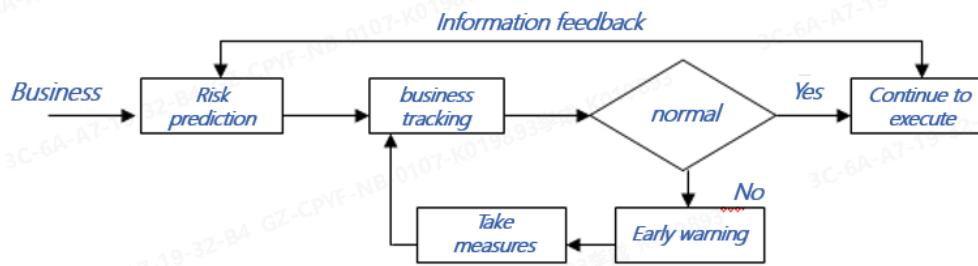 Information feedback
Business
Risk
prediction
business
tracking
normal
Yes
Continue to
execute
No
Take
measures
Early warning